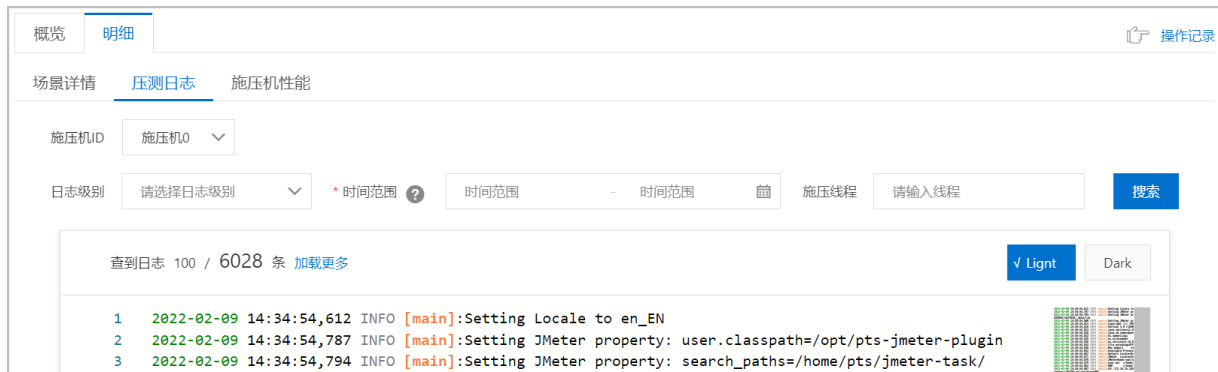 概览 明细 操作记录
场景详情 压测日志 施压机性能
施压机ID 施压机0
日志级别 请选择日志级别 * 时间范围 ? 时间范围 - 时间范围 施压线程 请输入线程 搜索
查到日志 100 / 6028 条 加载更多 √ Lignt Dark
1 2022-02-09 14:34:54,612 INFO [main]:Setting Locale to en_EN
2 2022-02-09 14:34:54,787 INFO [main]:Setting JMeter property: user.classpath=/opt/pts-jmeter-plugin
3 2022-02-09 14:34:54,794 INFO [main]:Setting JMeter property: search_paths=/home/pts/jmeter-task/